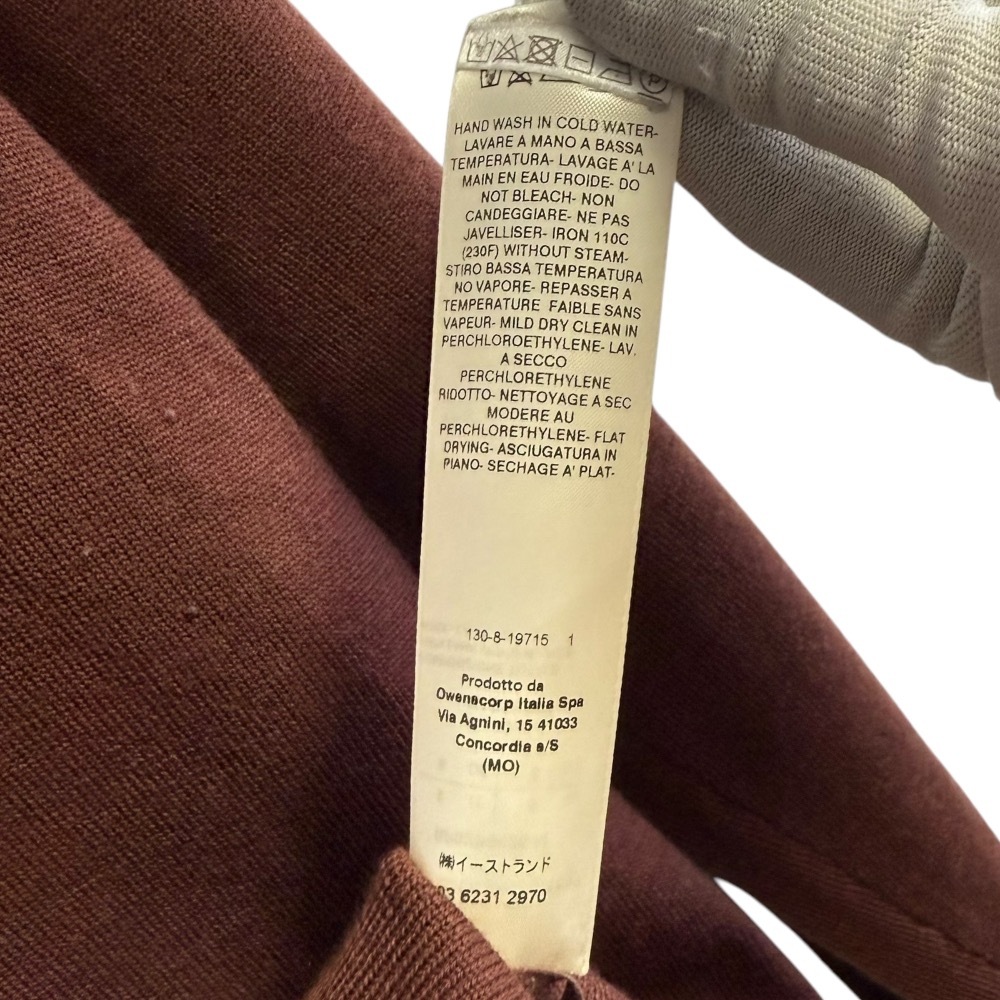 HAND WASH IN COLD WATER-
LAVARE A MANO A BASSA
TEMPERATURA- LAVAGE A' LA
MAIN EN EAU FROIDE- DO
NOT BLEACH- NON
CANDEGGIARE- NE PAS
JAVELLISER- IRON 110C
(230F) WITHOUT STEAM-
STIRO BASSA TEMPERATURA
NO VAPORE- REPASSER A
TEMPERATURE FAIBLE SANS
VAPEUR- MILD DRY CLEAN IN
PERCHLOROETHYLENE- LAV.
A SECCO
PERCHLORETHYLENE
RIDOTTO- NETTOYAGE A SEC
MODERE AU
PERCHLORETHYLENE- FLAT
DRYING- ASCIUGATURA IN
PIANO- SECHAGE A' PLAT-
130-8-19715 1
Prodotto da
Owenscorp Italia Spa
Via Agnini, 15 41033
Concordia s/S
(MO)
㈱イーストランド
03 6231 2970